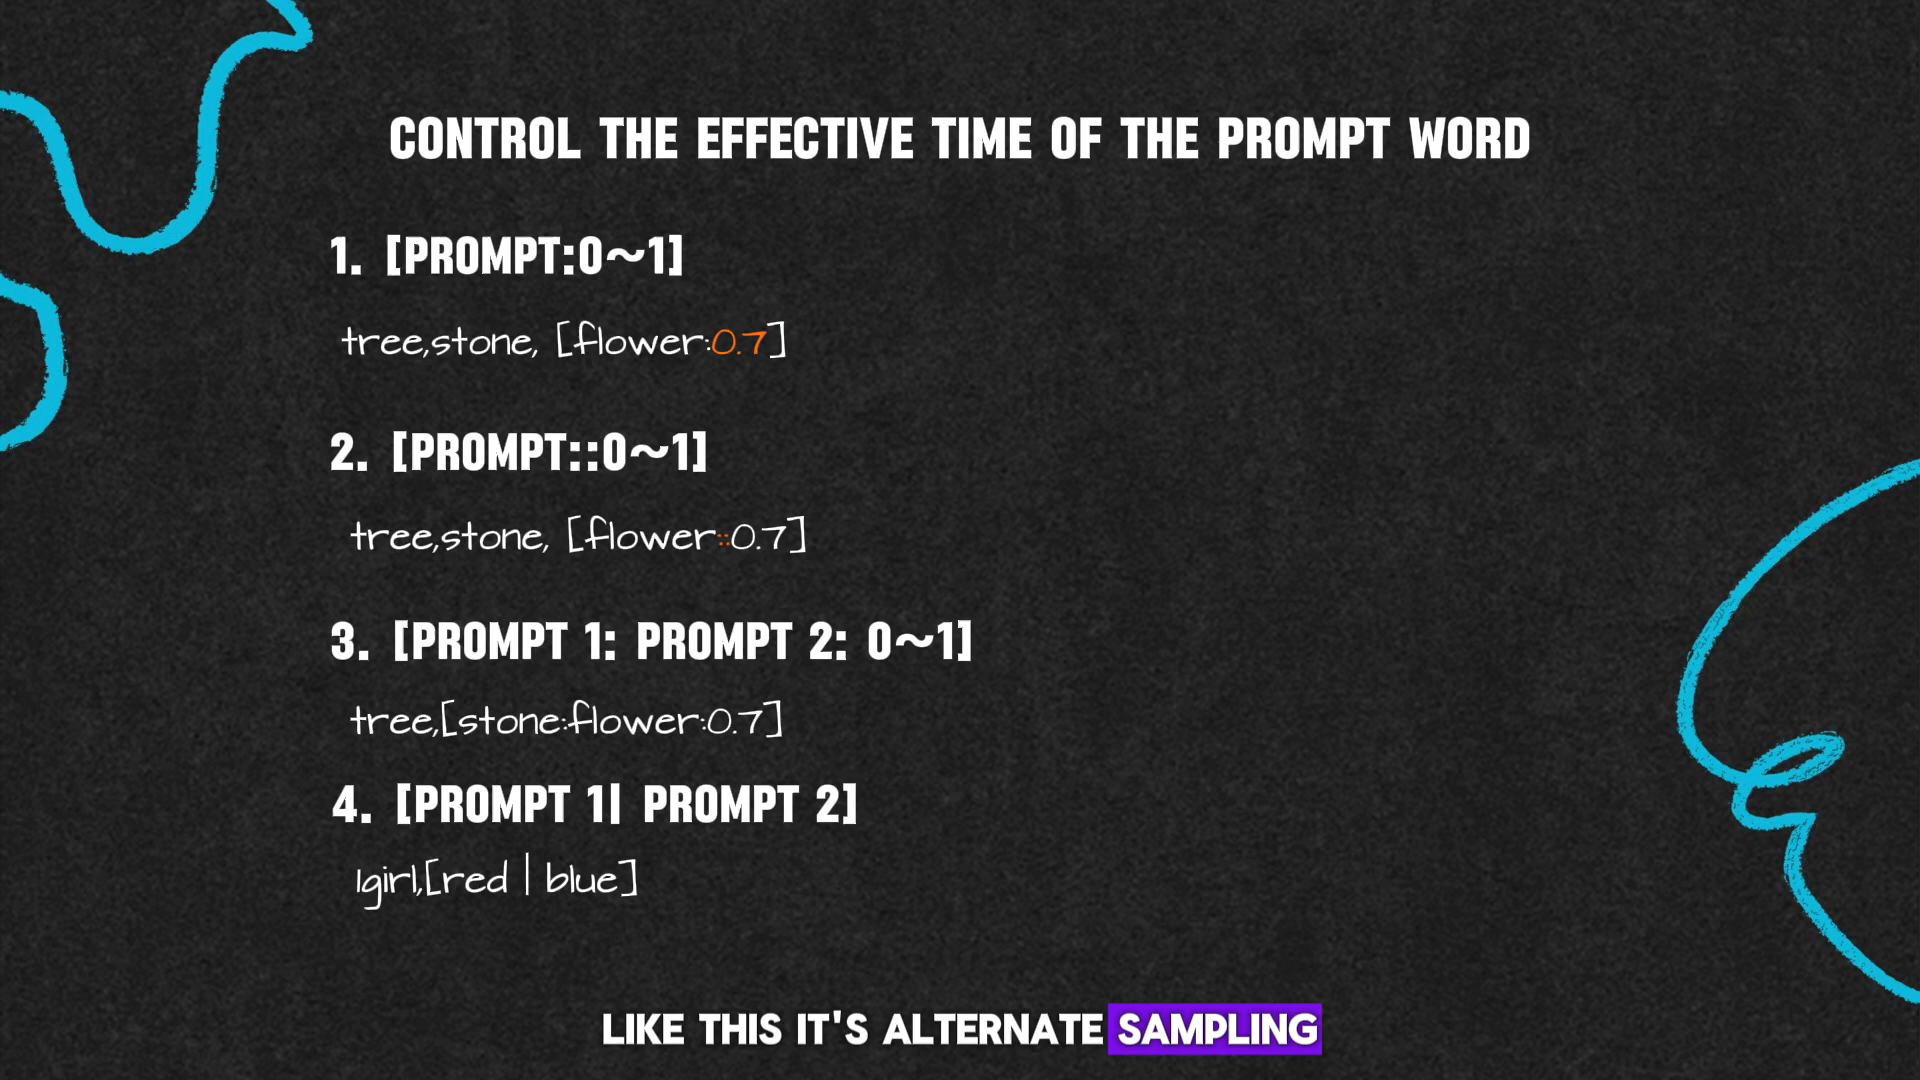 CONTROL THE EFFECTIVE TIME OF THE PROMPT WORD
1. [PROMPT:0~1]
tree,stone, [flower:0.7]
2. [PROMPT::0~1]
tree,stone, [flower::0.7]
3. [PROMPT 1: PROMPT 2: 0~1]
tree,[stone:flower:0.7]
4. [PROMPT 1| PROMPT 2]
1girl,[red | blue]
LIKE THIS IT'S ALTERNATE SAMPLING